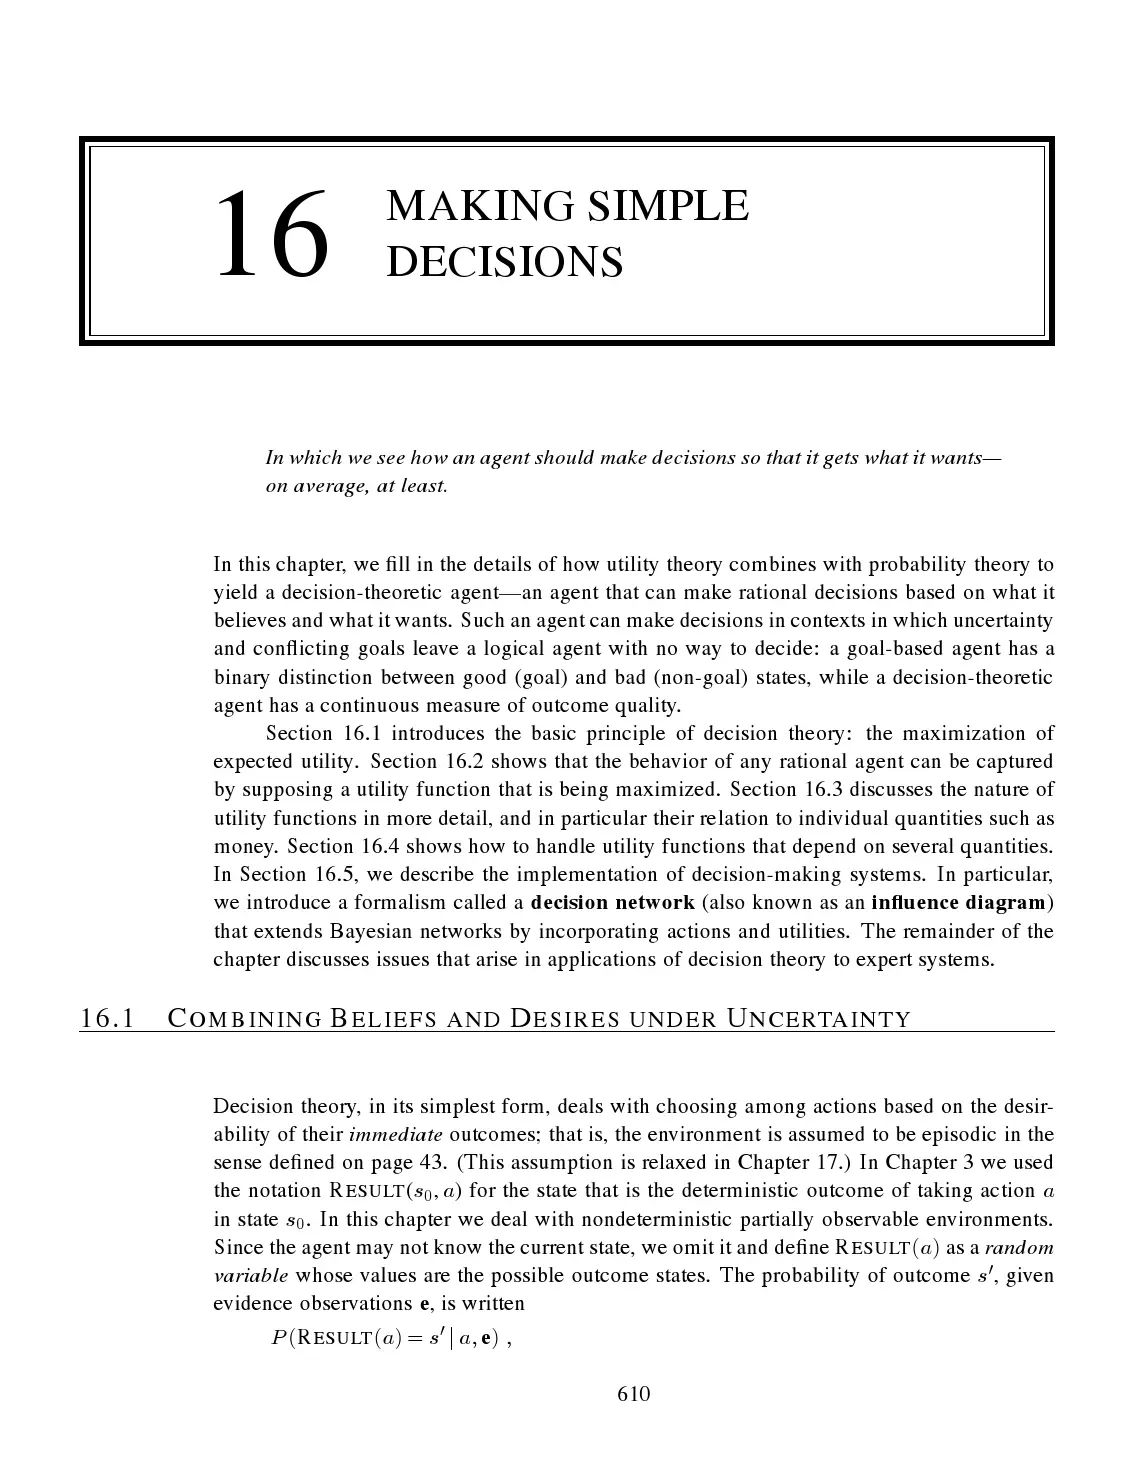 16
MAKING SIMPLE
DECISIONS
In which we see how an agent should make decisions so that it gets what it wants—
on average, at least.
In this chapter, we fill in the details of how utility theory combines with probability theory to
yield a decision-theoretic agent—an agent that can make rational decisions based on what it
believes and what it wants. Such an agent can make decisions in contexts in which uncertainty
and conflicting goals leave a logical agent with no way to decide: a goal-based agent has a
binary distinction between good (goal) and bad (non-goal) states, while a decision-theoretic
agent has a continuous measure of outcome quality.
Section 16.1 introduces the basic principle of decision theory: the maximization of
expected utility. Section 16.2 shows that the behavior of any rational agent can be captured
by supposing a utility function that is being maximized. Section 16.3 discusses the nature of
utility functions in more detail, and in particular their relation to individual quantities such as
money. Section 16.4 shows how to handle utility functions that depend on several quantities.
In Section 16.5, we describe the implementation of decision-making systems. In particular,
we introduce a formalism called a decision network (also known as an influence diagram)
that extends Bayesian networks by incorporating actions and utilities. The remainder of the
chapter discusses issues that arise in applications of decision theory to expert systems.
16.1 COMBINING BELIEFS AND DESIRES UNDER UNCERTAINTY
Decision theory, in its simplest form, deals with choosing among actions based on the desir-
ability of their immediate outcomes; that is, the environment is assumed to be episodic in the
sense defined on page 43. (This assumption is relaxed in Chapter 17.) In Chapter 3 we used
the notation RESULT(s₀, a) for the state that is the deterministic outcome of taking action a
in state s₀. In this chapter we deal with nondeterministic partially observable environments.
Since the agent may not know the current state, we omit it and define RESULT(a) as a random
variable whose values are the possible outcome states. The probability of outcome s′, given
evidence observations e, is written
P(RESULT(a) = s′ | a, e) ,
610